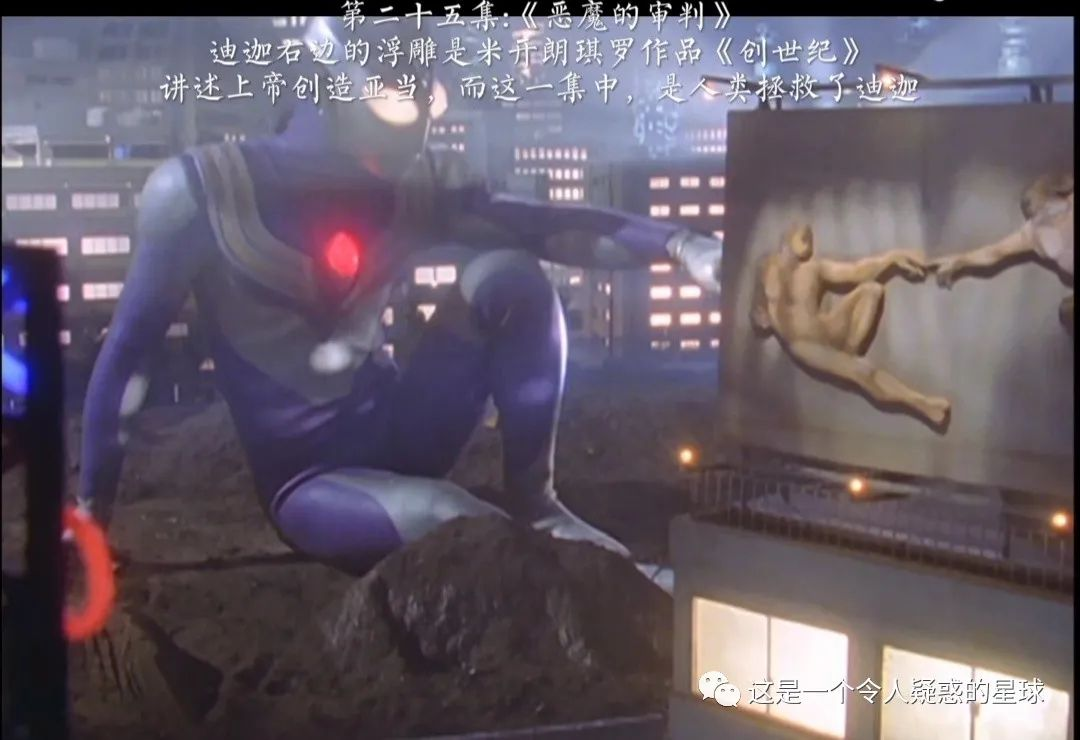 第二十五集:《恶魔的审判》
迪迦右边的浮雕是米开朗琪罗作品《创世纪》
讲述上帝创造亚当，而这一集中，是人类拯救了迪迦
这是一个令人疑惑的星球